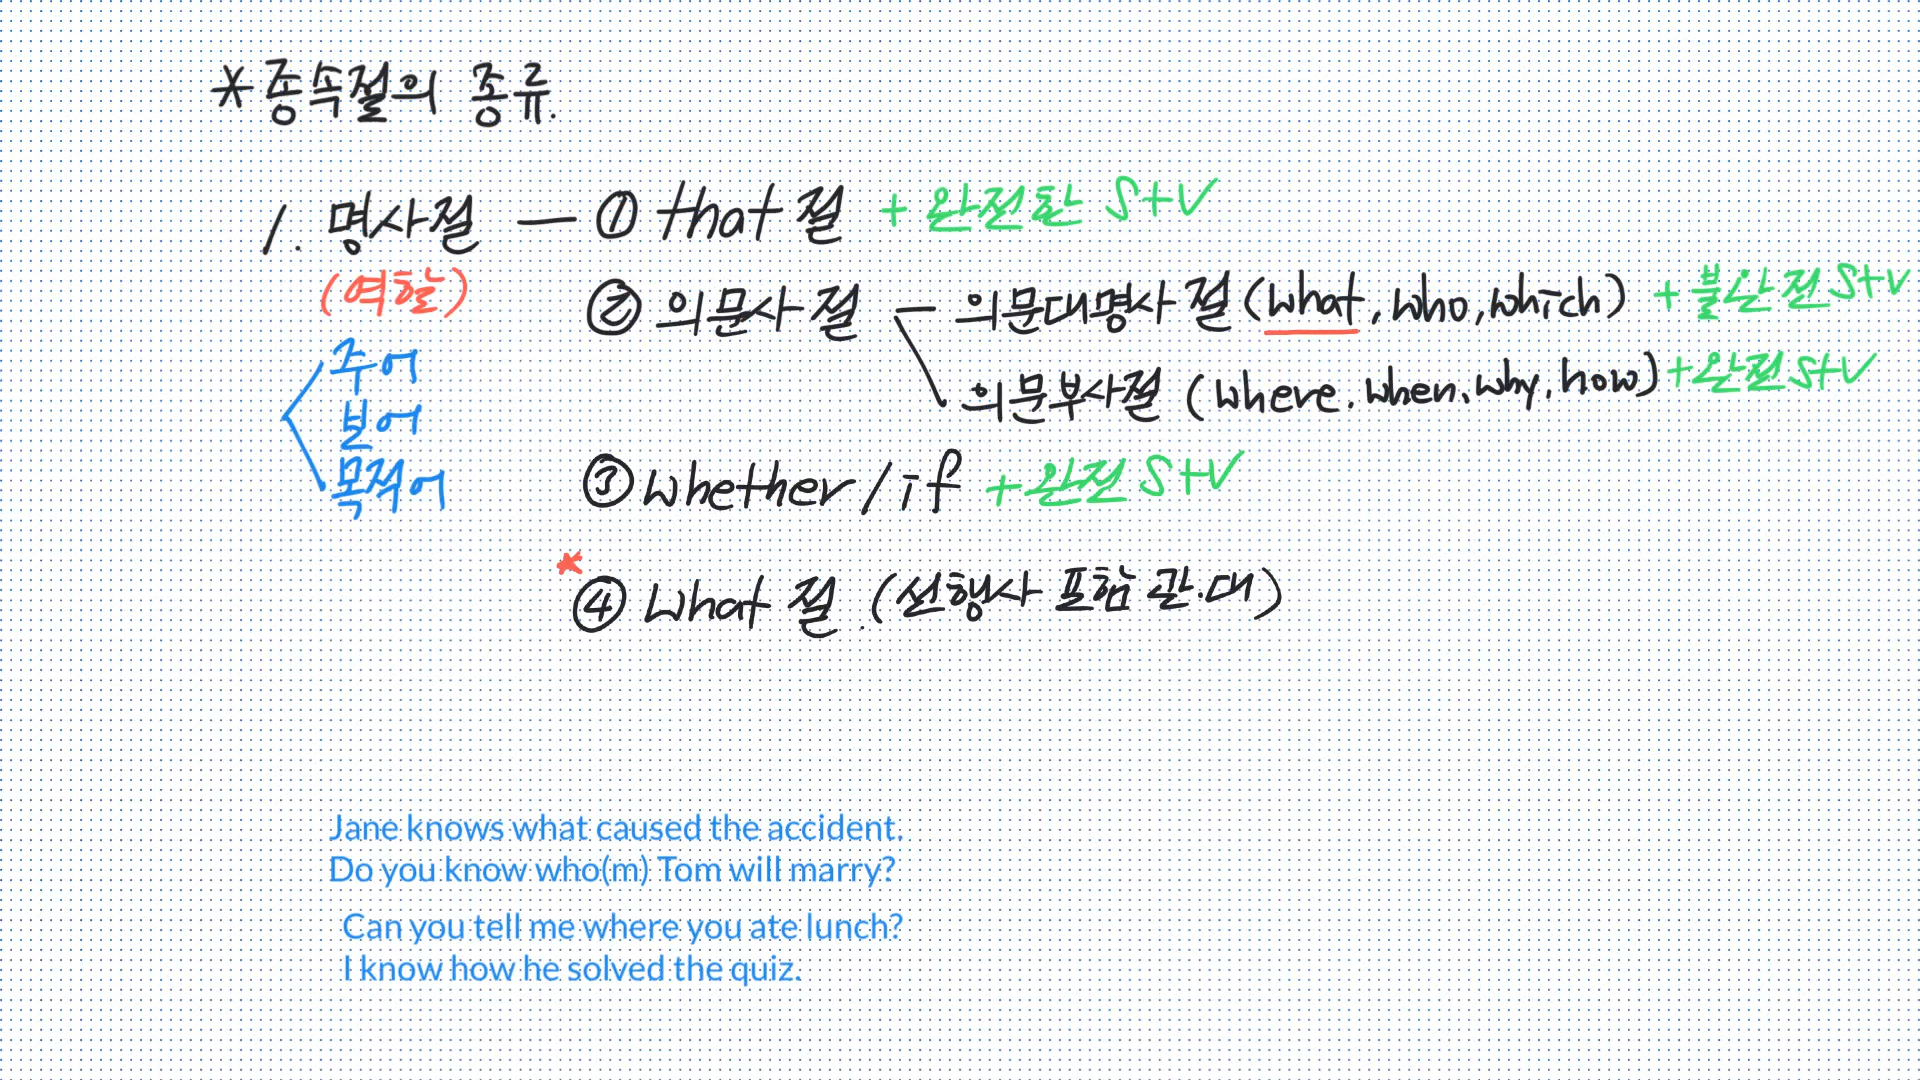 *종속절의 종류.
1. 명사절 — ① that 절 + 완전한 S+V
(역할)
② 의문사절 — 의문대명사 절 (what, who, which) + 불완전 S+V
주어
의문부사절 (where. when, why, how) + 완전 S+V
보어
목적어
③ whether / if + 완전 S+V
* ④ what 절. (선행사 포함 관.대)
Jane knows what caused the accident.
Do you know who(m) Tom will marry?
Can you tell me where you ate lunch?
I know how he solved the quiz.